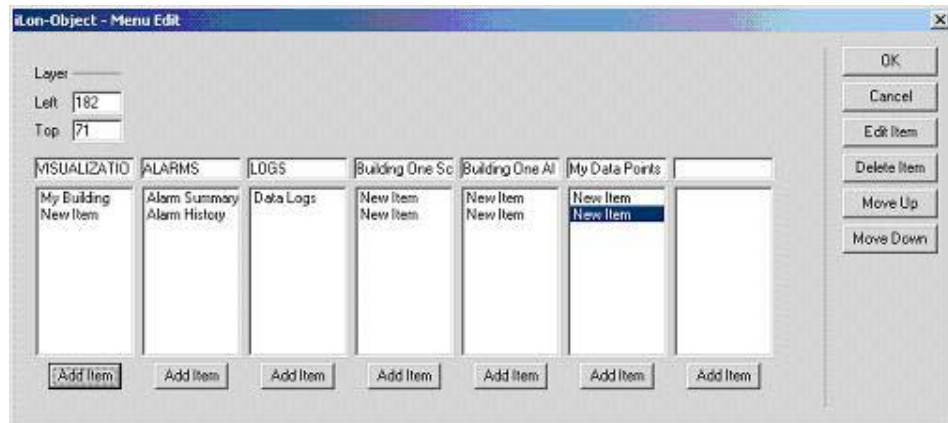 iLon-Object - Menu Edit
Layer
Left 182
Top 71
VISUALIZATIO ALARMS LOGS Building One Sc Building One Al My Data Points
My Building Alarm Summary Data Logs New Item New Item New Item
New Item Alarm History New Item New Item New Item
Add Item Add Item Add Item Add Item Add Item Add Item Add Item
OK
Cancel
Edit Item
Delete Item
Move Up
Move Down